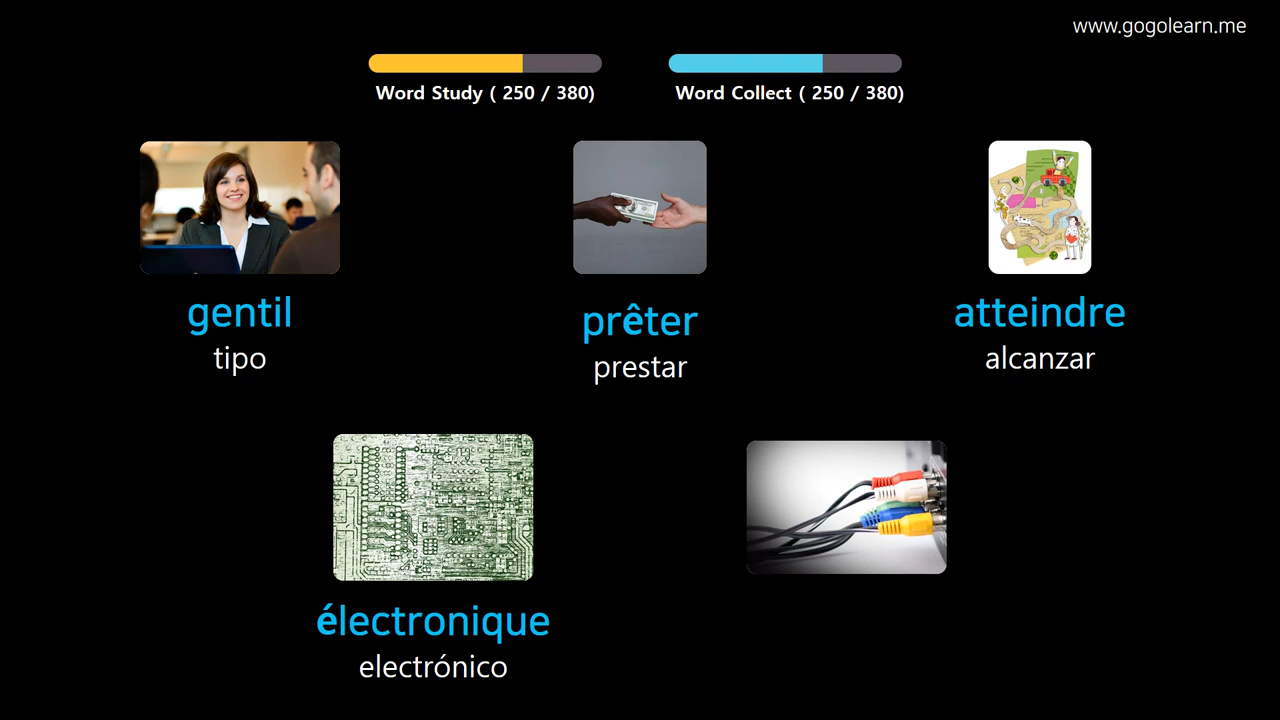 www.gogolearn.me
Word Study ( 250 / 380)
Word Collect ( 250 / 380)
gentil
tipo
prêter
prestar
atteindre
alcanzar
électronique
electrónico